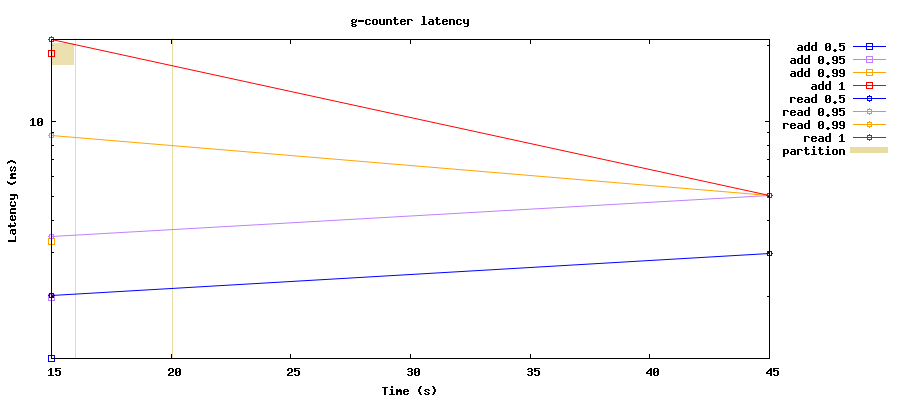 g-counter latency
add 0.5
add 0.95
add 0.99
add 1
read 0.5
read 0.95
read 0.99
read 1
partition
10
Latency (ms)
15 20 25 30 35 40 45
Time (s)